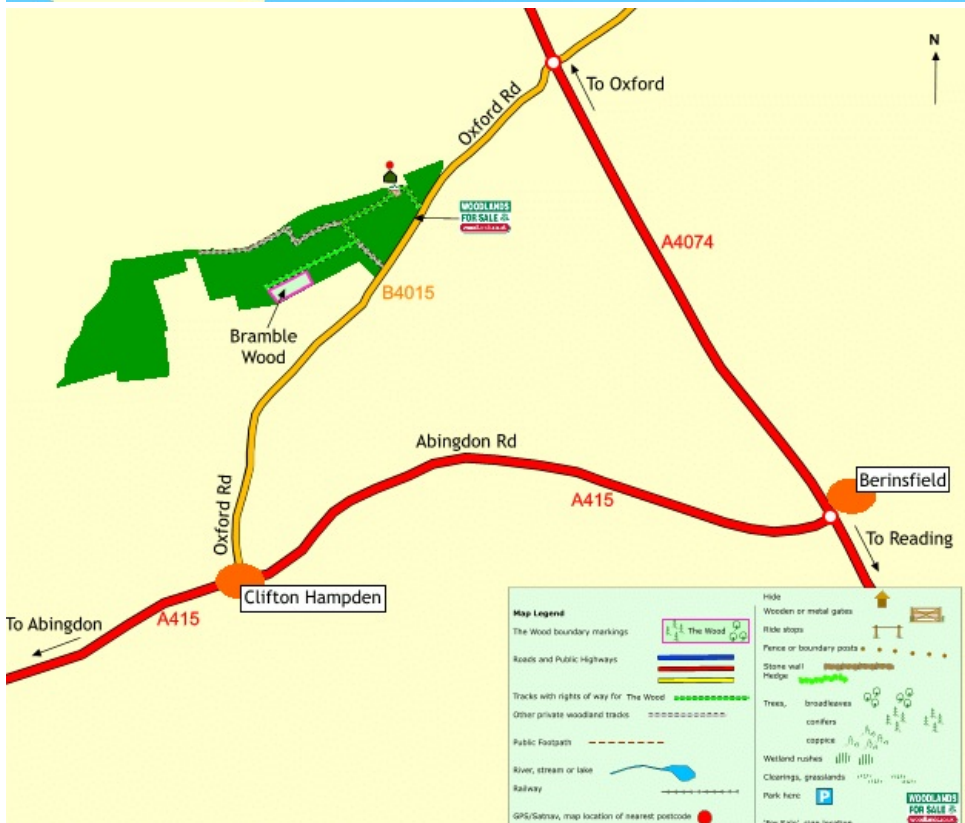 N
To Oxford
Oxford Rd
WOODLANDS
FOR SALE
A4074
B4015
Bramble
Wood
Abingdon Rd
Berinsfield
A415
Oxford Rd
To Reading
Clifton Hampden
A415
To Abingdon
Map Legend
The Wood boundary markings
The Wood
Roads and Public Highways
Tracks with rights of way for The Wood
Other private woodland tracks
Public Footpath
River, stream or lake
Railway
GPS/Satnav, map location of nearest postcode
Hide
Wooden or metal gates
Ride stops
Fence or boundary posts
Stone wall
Hedge
Trees, broadleaves
conifers
coppice
Wetland rushes
Clearings, grasslands
Park here
P
WOODLANDS
FOR SALE